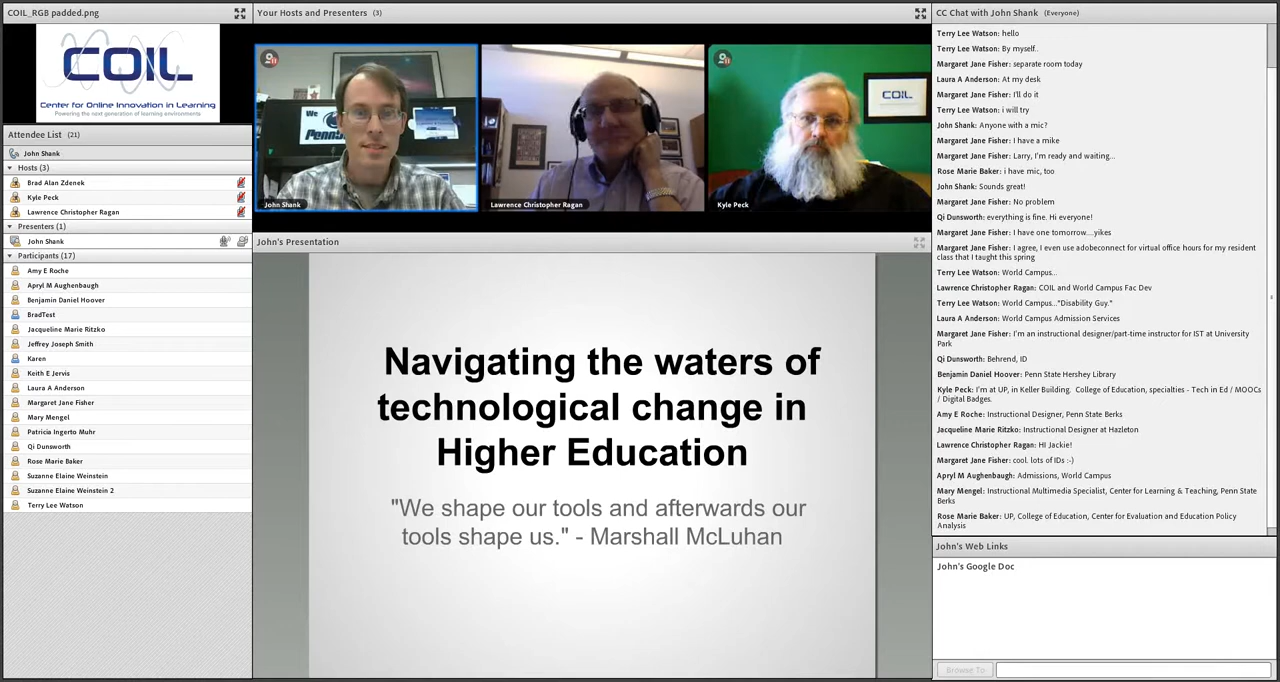 COIL_RGB padded.png
COIL
Center for Online Innovation in Learning
Powering the next generation of learning environments
Attendee List (21)
John Shank
Hosts (3)
Brad Alan Zdenek
Kyle Peck
Lawrence Christopher Ragan
Presenters (1)
John Shank
Participants (17)
Amy E Roche
Apryl M Aughenbaugh
Benjamin Daniel Hoover
BradTest
Jacqueline Marie Ritzko
Jeffrey Joseph Smith
Karen
Keith E Jervis
Laura A Anderson
Margaret Jane Fisher
Mary Mengel
Patricia Ingerto Muhr
Qi Dunsworth
Rose Marie Baker
Suzanne Elaine Weinstein
Suzanne Elaine Weinstein 2
Terry Lee Watson
Your Hosts and Presenters (3)
We
John Shank
Lawrence Christopher Ragan
COIL
Kyle Peck
John's Presentation
Navigating the waters of
technological change in
Higher Education
"We shape our tools and afterwards our
tools shape us." - Marshall McLuhan
CC Chat with John Shank (Everyone)
Terry Lee Watson: hello
Terry Lee Watson: By myself..
Margaret Jane Fisher: separate room today
Laura A Anderson: At my desk
Margaret Jane Fisher: I'll do it
Terry Lee Watson: i will try
John Shank: Anyone with a mic?
Margaret Jane Fisher: I have a mike
Margaret Jane Fisher: Larry, I'm ready and waiting...
Rose Marie Baker: i have mic, too
John Shank: Sounds great!
Margaret Jane Fisher: No problem
Qi Dunsworth: everything is fine. Hi everyone!
Margaret Jane Fisher: I have one tomorrow....yikes
Margaret Jane Fisher: I agree, I even use adobeconnect for virtual office hours for my resident
class that I taught this spring
Terry Lee Watson: World Campus...
Lawrence Christopher Ragan: COIL and World Campus Fac Dev
Terry Lee Watson: World Campus..."Disability Guy."
Laura A Anderson: World Campus Admission Services
Margaret Jane Fisher: I'm an instructional designer/part-time instructor for IST at University
Park
Qi Dunsworth: Behrend, ID
Benjamin Daniel Hoover: Penn State Hershey Library
Kyle Peck: I'm at UP, in Keller Building. College of Education, specialties - Tech in Ed / MOOCs
/ Digital Badges.
Amy E Roche: Instructional Designer, Penn State Berks
Jacqueline Marie Ritzko: Instructional Designer at Hazleton
Lawrence Christopher Ragan: HI Jackie!
Margaret Jane Fisher: cool. lots of IDs :-)
Apryl M Aughenbaugh: Admissions, World Campus
Mary Mengel: Instructional Multimedia Specialist, Center for Learning & Teaching, Penn State
Berks
Rose Marie Baker: UP, College of Education, Center for Evaluation and Education Policy
Analysis
John's Web Links
John's Google Doc
Browse To